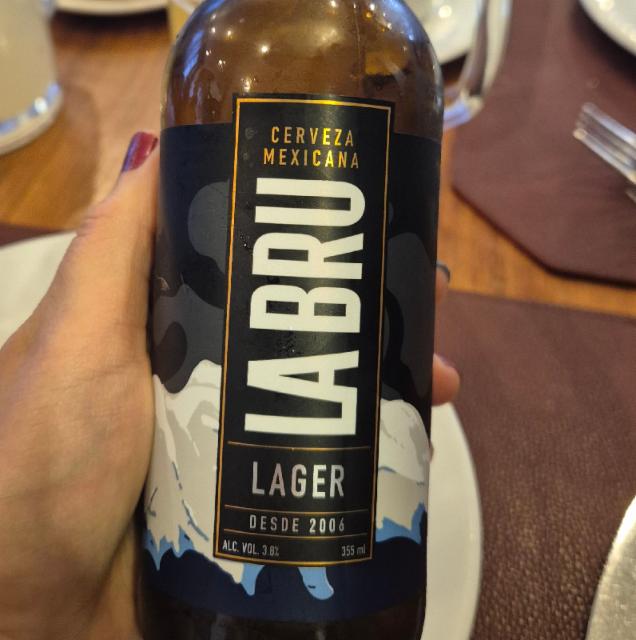 CERVEZA
MEXICANA
LA BRU
LAGER
DESDE 2006
ALC. VOL. 3.8% 355 ml